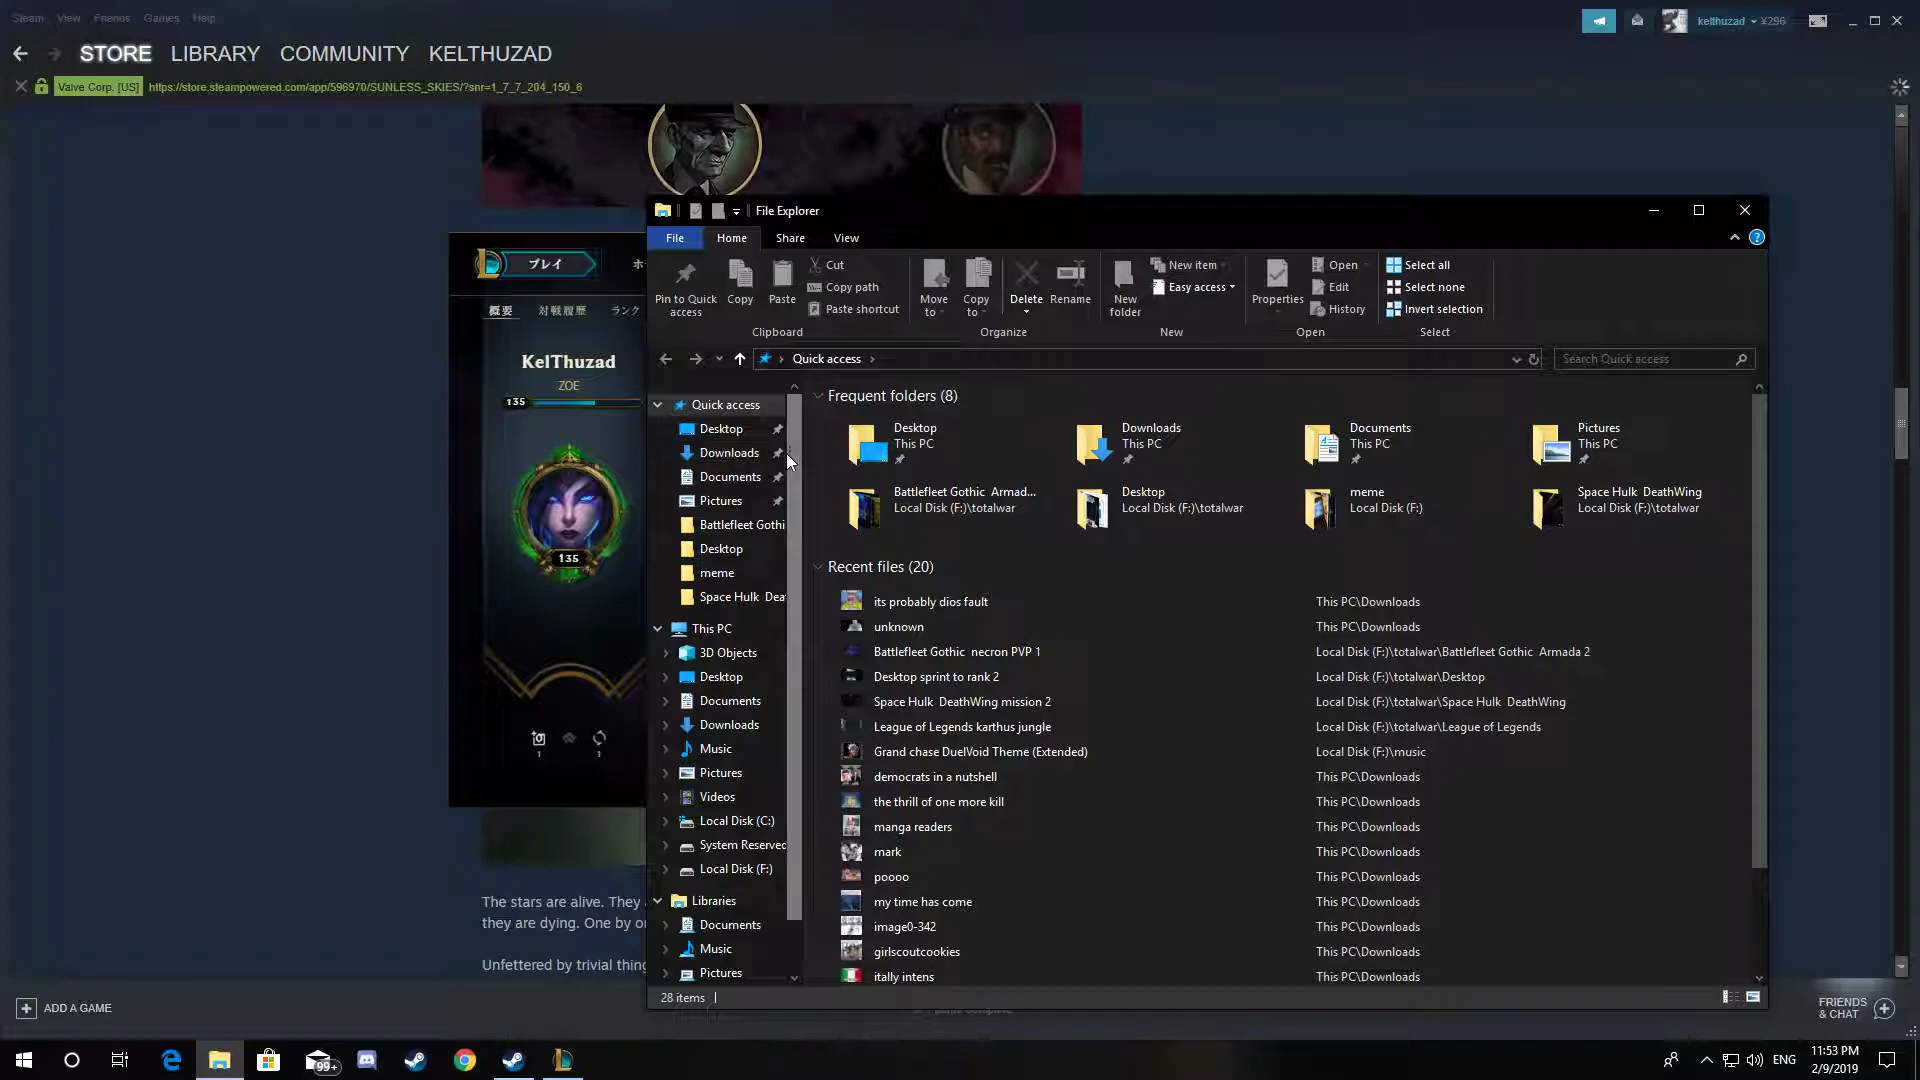 Steam View Friends Games Help
kelthuzad ¥296
STORE LIBRARY COMMUNITY KELTHUZAD
Valve Corp. [US] https://store.steampowered.com/app/596970/SUNLESS_SKIES/?snr=1_7_7_204_150_6
File Explorer
File Home Share View
Pin to Quick access
Copy
Paste
Cut
Copy path
Paste shortcut
Clipboard
Move to
Copy to
Delete
Rename
Organize
New folder
New item
Easy access
New
Properties
Open
Edit
History
Open
Select all
Select none
Invert selection
Select
Quick access
Search Quick access
プレイ
概要 対戦履歴 ランク
KelThuzad
ZOE
135
135
1 1
Quick access
Desktop
Downloads
Documents
Pictures
Battlefleet Gothi
Desktop
meme
Space Hulk Dea
This PC
3D Objects
Desktop
Documents
Downloads
Music
Pictures
Videos
Local Disk (C:)
System Reserved
Local Disk (F:)
Libraries
Documents
Music
Pictures
Frequent folders (8)
Desktop
This PC
Downloads
This PC
Documents
This PC
Pictures
This PC
Battlefleet Gothic Armad...
Local Disk (F:)\totalwar
Desktop
Local Disk (F:)\totalwar
meme
Local Disk (F:)
Space Hulk DeathWing
Local Disk (F:)\totalwar
Recent files (20)
its probably dios fault This PC\Downloads
unknown This PC\Downloads
Battlefleet Gothic necron PVP 1 Local Disk (F:)\totalwar\Battlefleet Gothic Armada 2
Desktop sprint to rank 2 Local Disk (F:)\totalwar\Desktop
Space Hulk DeathWing mission 2 Local Disk (F:)\totalwar\Space Hulk DeathWing
League of Legends karthus jungle Local Disk (F:)\totalwar\League of Legends
Grand chase DuelVoid Theme (Extended) Local Disk (F:)\music
democrats in a nutshell This PC\Downloads
the thrill of one more kill This PC\Downloads
manga readers This PC\Downloads
mark This PC\Downloads
poooo This PC\Downloads
my time has come This PC\Downloads
image0-342 This PC\Downloads
girlscoutcookies This PC\Downloads
itally intens This PC\Downloads
28 items
The stars are alive. They
they are dying. One by
Unfettered by trivial thing
ADD A GAME
FRIENDS
& CHAT
99+
ENG
11:53 PM
2/9/2019